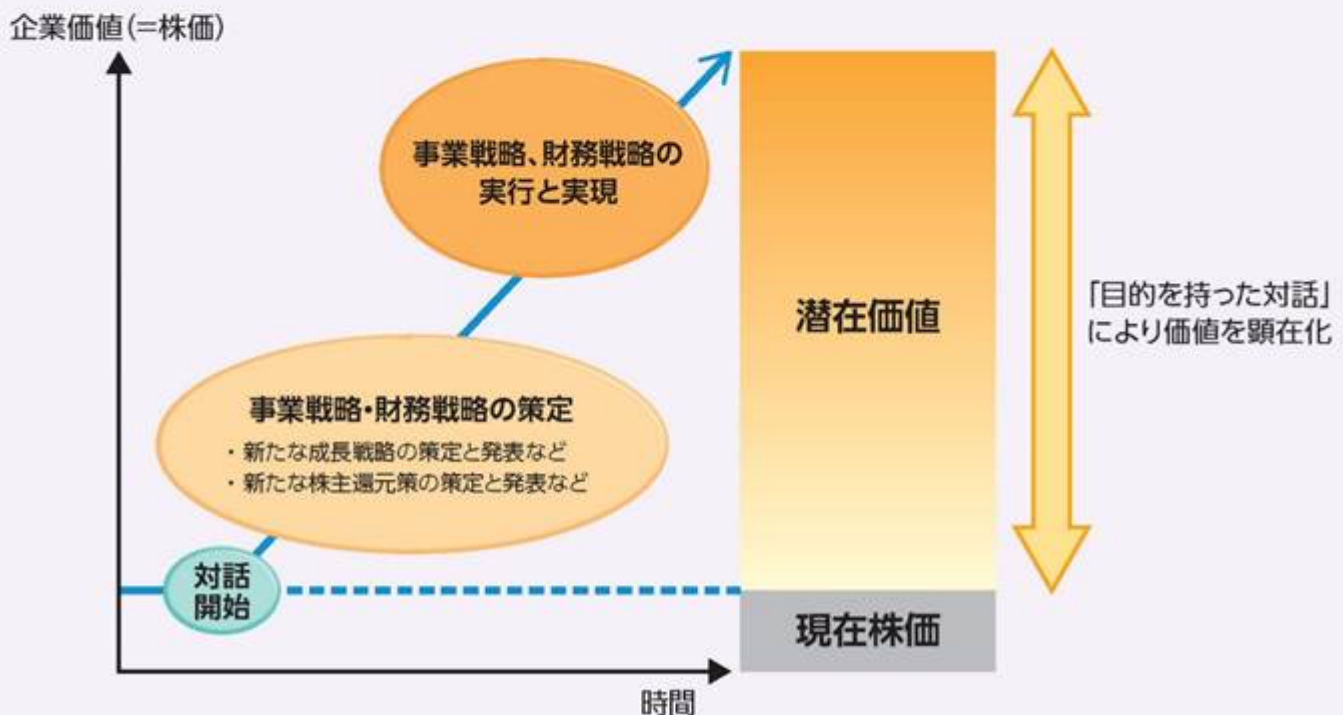 企業価値(=株価)
事業戦略、財務戦略の
実行と実現
事業戦略・財務戦略の策定
・新たな成長戦略の策定と発表など
・新たな株主還元策の策定と発表など
対話
開始
潜在価値
現在株価
「目的を持った対話」
により価値を顕在化
時間